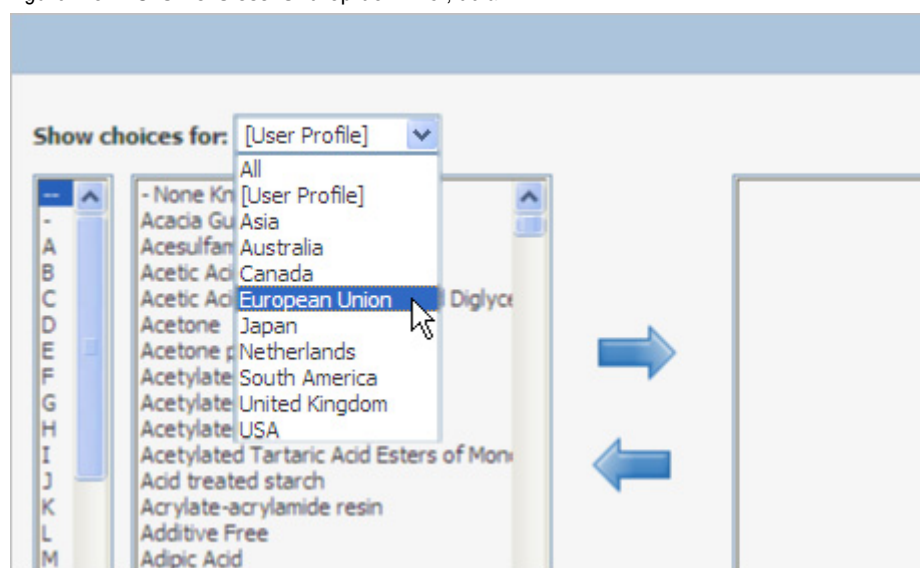 Show choices for: [User Profile]
All
[User Profile]
Asia
Australia
Canada
European Union
Japan
Netherlands
South America
United Kingdom
USA
--
-
A
B
C
D
E
F
G
H
I
J
K
L
M
- None Kn
Acacia Gu
Acesulfam
Acetic Aci
Acetic Aci Diglyce
Acetone
Acetone p
Acetylate
Acetylate
Acetylate
Acetylated Tartaric Acid Esters of Mon
Acid treated starch
Acrylate-acrylamide resin
Additive Free
Adipic Acid